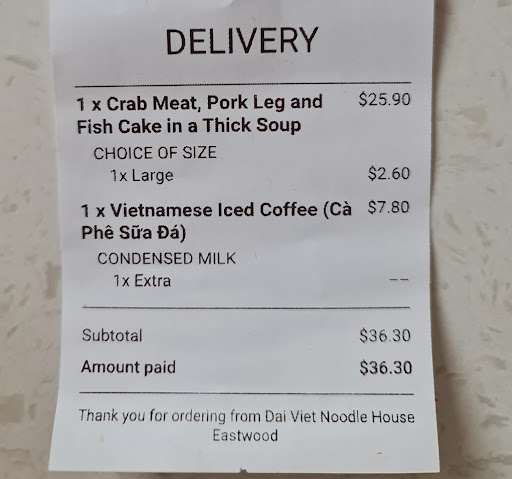 DELIVERY
1 x Crab Meat, Pork Leg and $25.90
Fish Cake in a Thick Soup
CHOICE OF SIZE
1x Large $2.60
1 x Vietnamese Iced Coffee (Cà $7.80
Phê Sữa Đá)
CONDENSED MILK
1x Extra --
Subtotal $36.30
Amount paid $36.30
Thank you for ordering from Dai Viet Noodle House
Eastwood